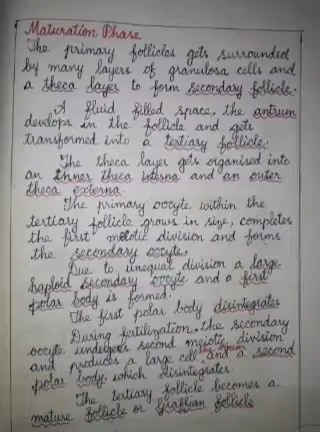 Maturation Phase
The primary follicles gets surrounded
by many layers of granulosa cells and
a theca layer to form secondary follicle.
A fluid filled space, the antrum
develops in the follicle and gets
transformed into a tertiary follicle.
The theca layer gets organised into
an inner theca interna and an outer
theca externa.
The primary oocyte within the
tertiary follicle grows in size, completes
the first meiotic division and forms
the secondary oocyte.
Due to unequal division a large
haploid secondary oocyte and a first
polar body is formed.
The first polar body disintegrates
During fertilization, the secondary
oocyte undergoes second meiotic division
and produces a large cell the ovum and a second
polar body which disintegrates.
The tertiary follicle becomes a
mature follicle or graffian follicle